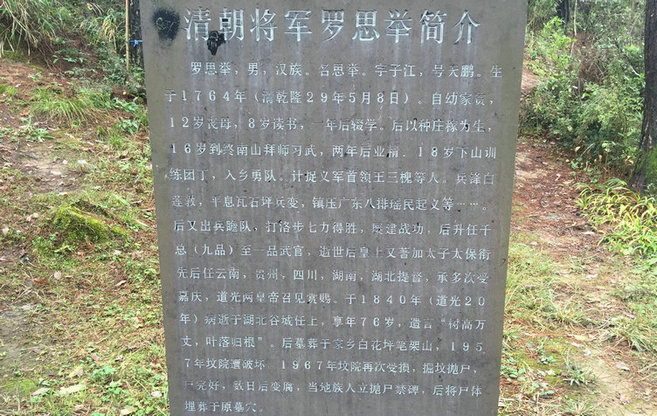 清朝将军罗思举简介
罗思举，男，汉族。名思举。字子江，号天鹏。生
于1764年（清乾隆29年5月8日）。自幼家贫，
12岁丧母，8岁读书，一年后辍学。后以种庄稼为生，
16岁到终南山拜师习武，两年后业精。18岁下山训
练团丁，入乡勇队。计捉义军首领王三槐等人。兵泽白
莲教，平息瓦石坪兵变，镇压广东八排瑶民起义等……。
后又出兵 队，打洛步七力得胜，屡建战功，后升任千
总（九品）至一品武官，逝世后皇上又善加太子太保衔
先后任云南，贵州，四川，湖南，湖北提督，承多次受
嘉庆，道光两皇帝召见赏赐。于1840年（道光20
年）病逝于湖北谷城任上，享年76岁，遗言“树高万
丈，叶落归根”。后墓葬于家乡白花坪笔架山，195
7年坟院遭破坏，1967年坟院再次受损，掘坟抛尸，
尸完好，数日后变腐，当地族人立抛尸禁谭，后将尸体
埋葬于原墓穴。